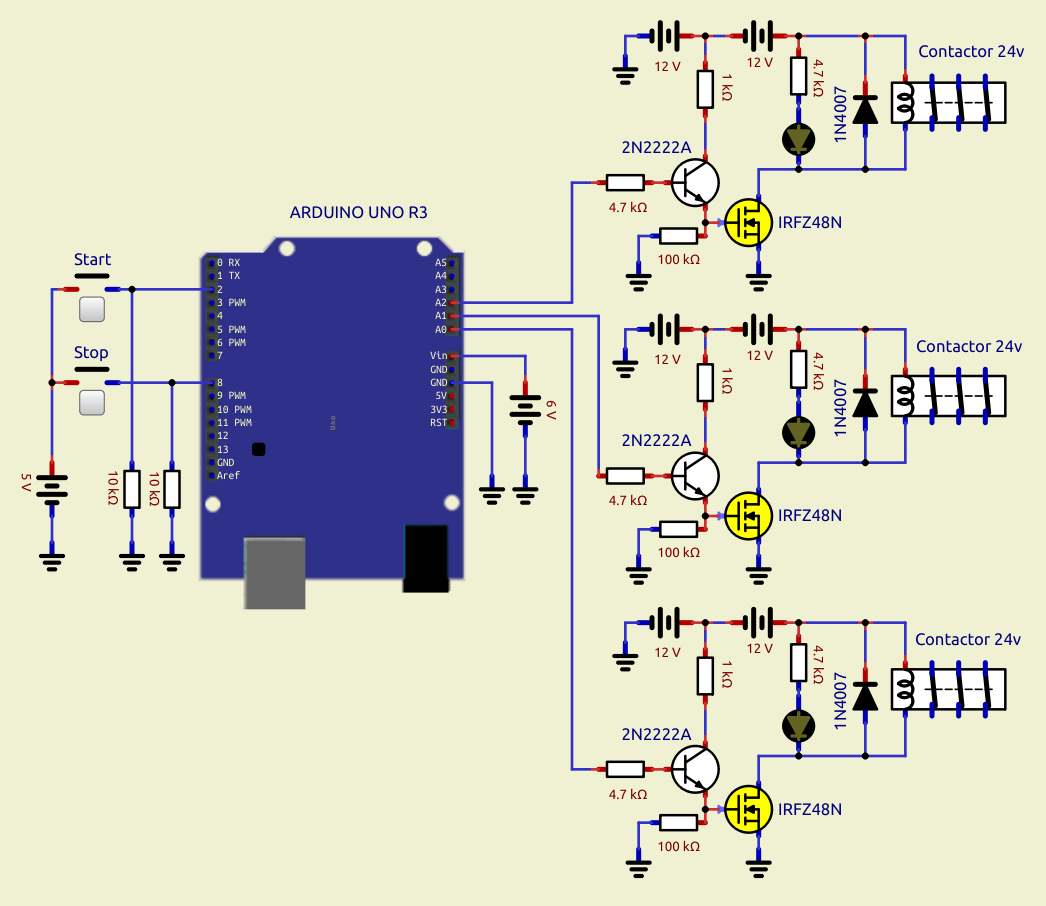 Contactor 24v
12 V
12 V
4.7 kΩ
1 kΩ
1N4007
2N2222A
4.7 kΩ
IRFZ48N
100 kΩ
ARDUINO UNO R3
Start
Stop
5 V
10 kΩ
10 kΩ
0 RX
1 TX
2
3 PWM
4
5 PWM
6 PWM
7
8
9 PWM
10 PWM
11 PWM
12
13
GND
Aref
Uno
A5
A4
A3
A2
A1
A0
Vin
GND
GND
5V
3V3
RST
6 V
Contactor 24v
12 V
12 V
4.7 kΩ
1 kΩ
1N4007
2N2222A
4.7 kΩ
IRFZ48N
100 kΩ
Contactor 24v
12 V
12 V
4.7 kΩ
1 kΩ
1N4007
2N2222A
4.7 kΩ
IRFZ48N
100 kΩ